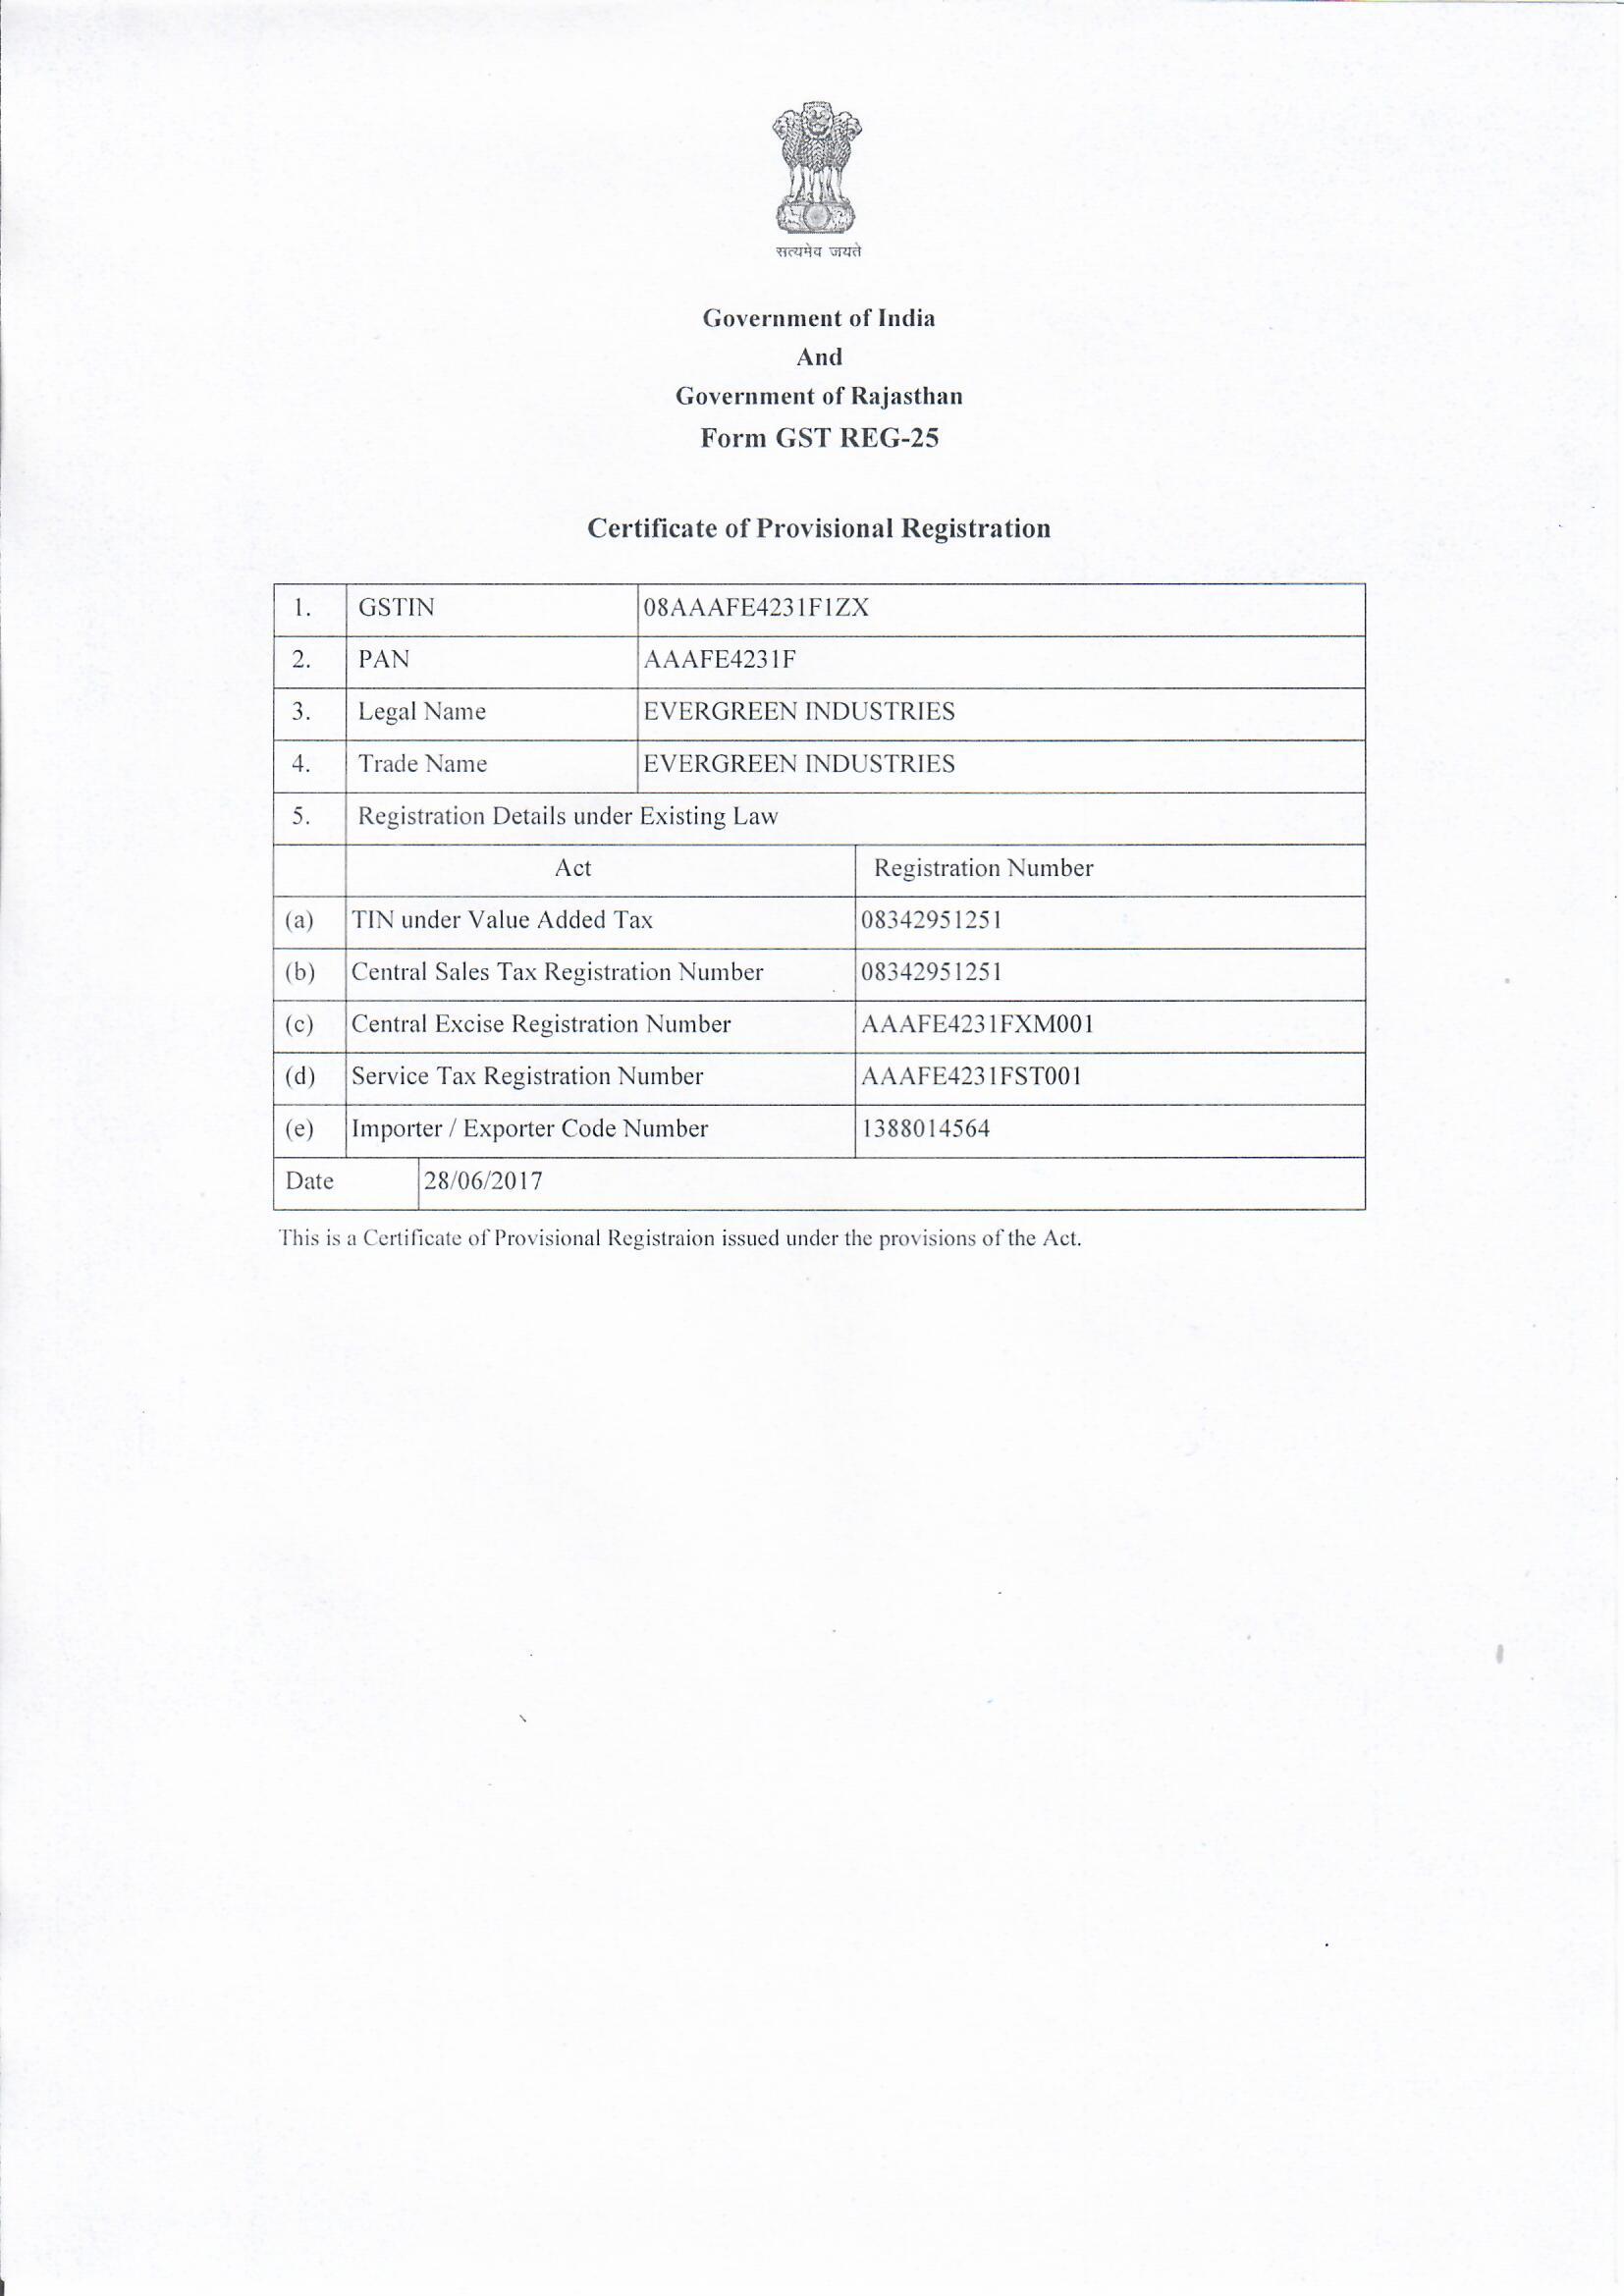 सत्यमेव जयते
Government of India
And
Government of Rajasthan
Form GST REG-25
Certificate of Provisional Registration
1. GSTIN 08AAAFE4231F1ZX
2. PAN AAAFE4231F
3. Legal Name EVERGREEN INDUSTRIES
4. Trade Name EVERGREEN INDUSTRIES
5. Registration Details under Existing Law
Act Registration Number
(a) TIN under Value Added Tax 08342951251
(b) Central Sales Tax Registration Number 08342951251
(c) Central Excise Registration Number AAAFE4231FXM001
(d) Service Tax Registration Number AAAFE4231FST001
(e) Importer / Exporter Code Number 1388014564
Date 28/06/2017
This is a Certificate of Provisional Registraion issued under the provisions of the Act.